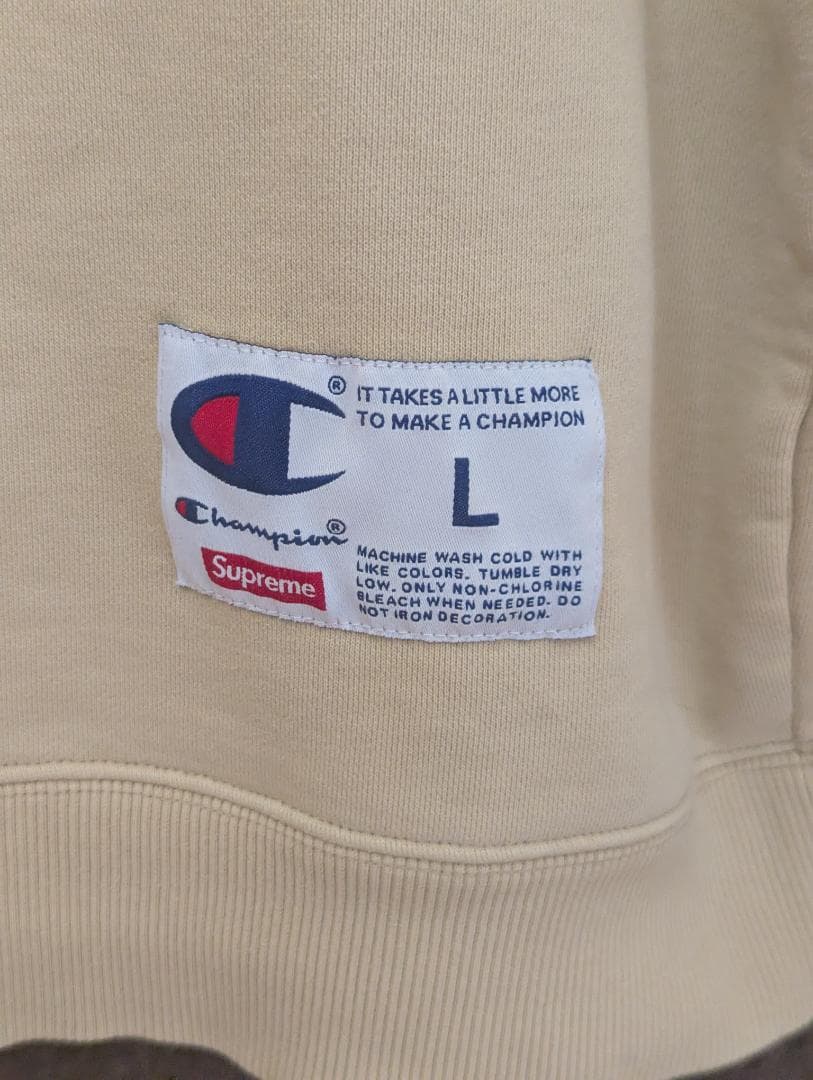 ®
IT TAKES A LITTLE MORE
TO MAKE A CHAMPION
L
Champion®
Supreme
MACHINE WASH COLD WITH
LIKE COLORS. TUMBLE DRY
LOW. ONLY NON-CHLORINE
BLEACH WHEN NEEDED. DO
NOT IRON DECORATION.